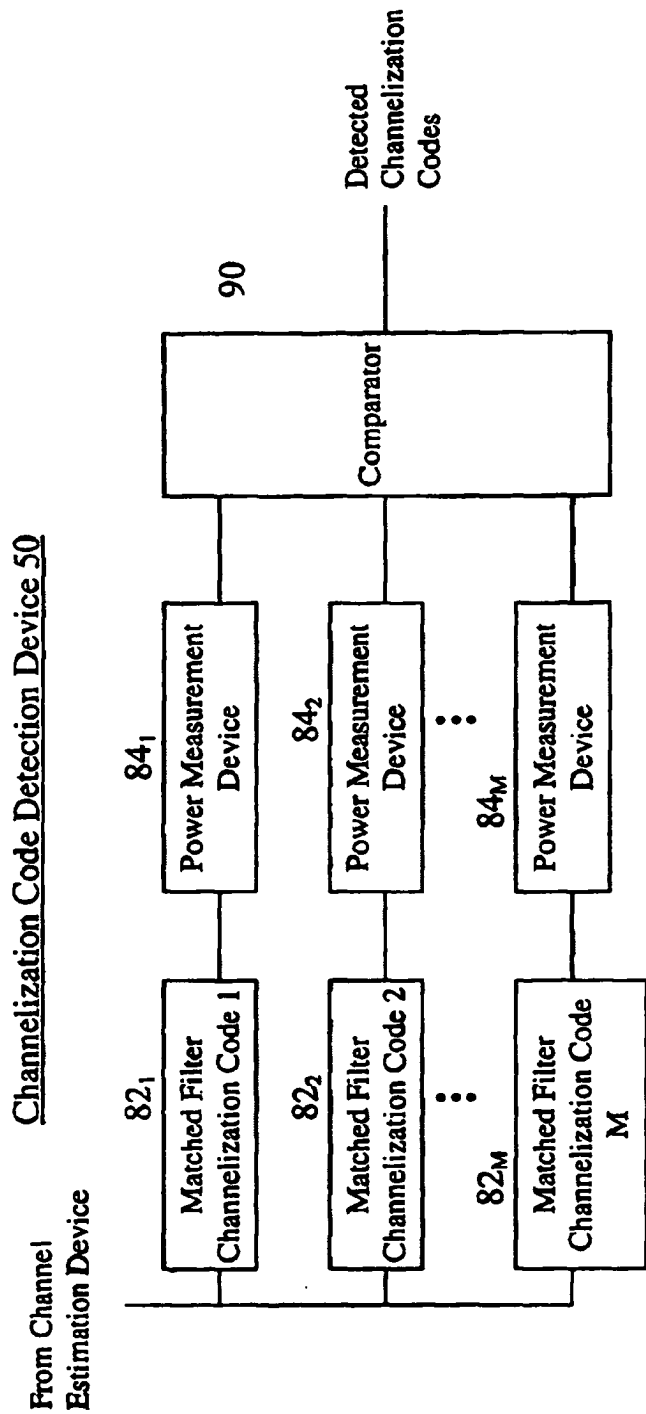 From Channel
Estimation Device
Channelization Code Detection Device 50
82₁
Matched Filter
Channelization Code 1
84₁
Power Measurement
Device
82₂
Matched Filter
Channelization Code 2
84₂
Power Measurement
Device
82M
Matched Filter
Channelization Code
M
84M
Power Measurement
Device
90
Comparator
Detected
Channelization
Codes